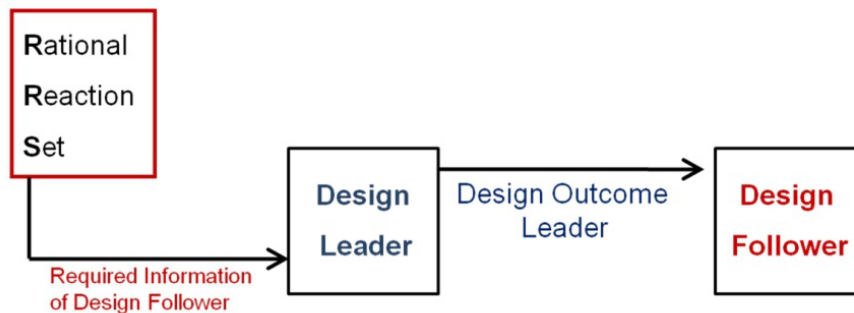 Rational
Reaction
Set
Design
Leader
Design Outcome
Leader
Design
Follower
Required Information
of Design Follower